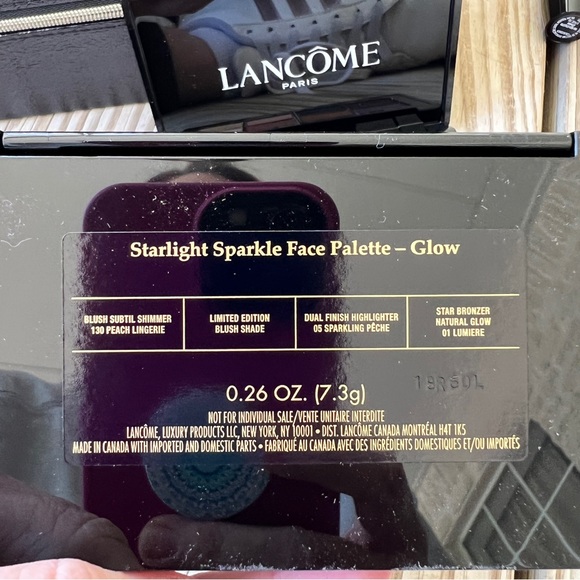 LANCÔME
PARIS
Starlight Sparkle Face Palette – Glow
BLUSH SUBTIL SHIMMER
130 PEACH LINGERIE
LIMITED EDITION
BLUSH SHADE
DUAL FINISH HIGHLIGHTER
05 SPARKLING PÊCHE
STAR BRONZER
NATURAL GLOW
01 LUMIERE
0.26 OZ. (7.3g)
NOT FOR INDIVIDUAL SALE/VENTE UNITAIRE INTERDITE
LANCÔME, LUXURY PRODUCTS LLC, NEW YORK, NY 10001 • DIST. LANCÔME CANADA MONTRÉAL H4T 1K5
MADE IN CANADA WITH IMPORTED AND DOMESTIC PARTS • FABRIQUÉ AU CANADA AVEC DES INGRÉDIENTS DOMESTIQUES ET/OU IMPORTÉS